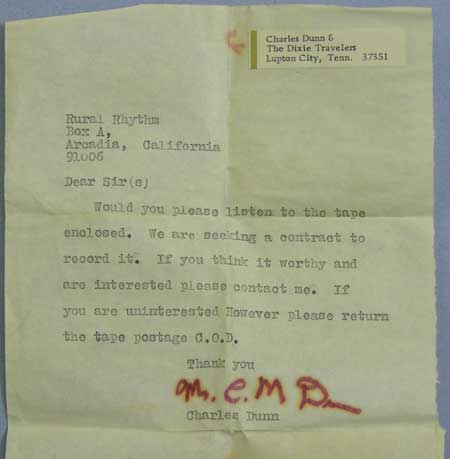 Charles Dunn &
The Dixie Travelers
Lupton City, Tenn. 37351
Rural Rhythm
Box A,
Arcadia, California
91006
Dear Sir(s)
Would you please listen to the tape
enclosed. We are seeking a contract to
record it. If you think it worthy and
are interested please contact me. If
you are uninterested However please return
the tape postage C.O.D.
Thank you
Mr. C. M D
Charles Dunn